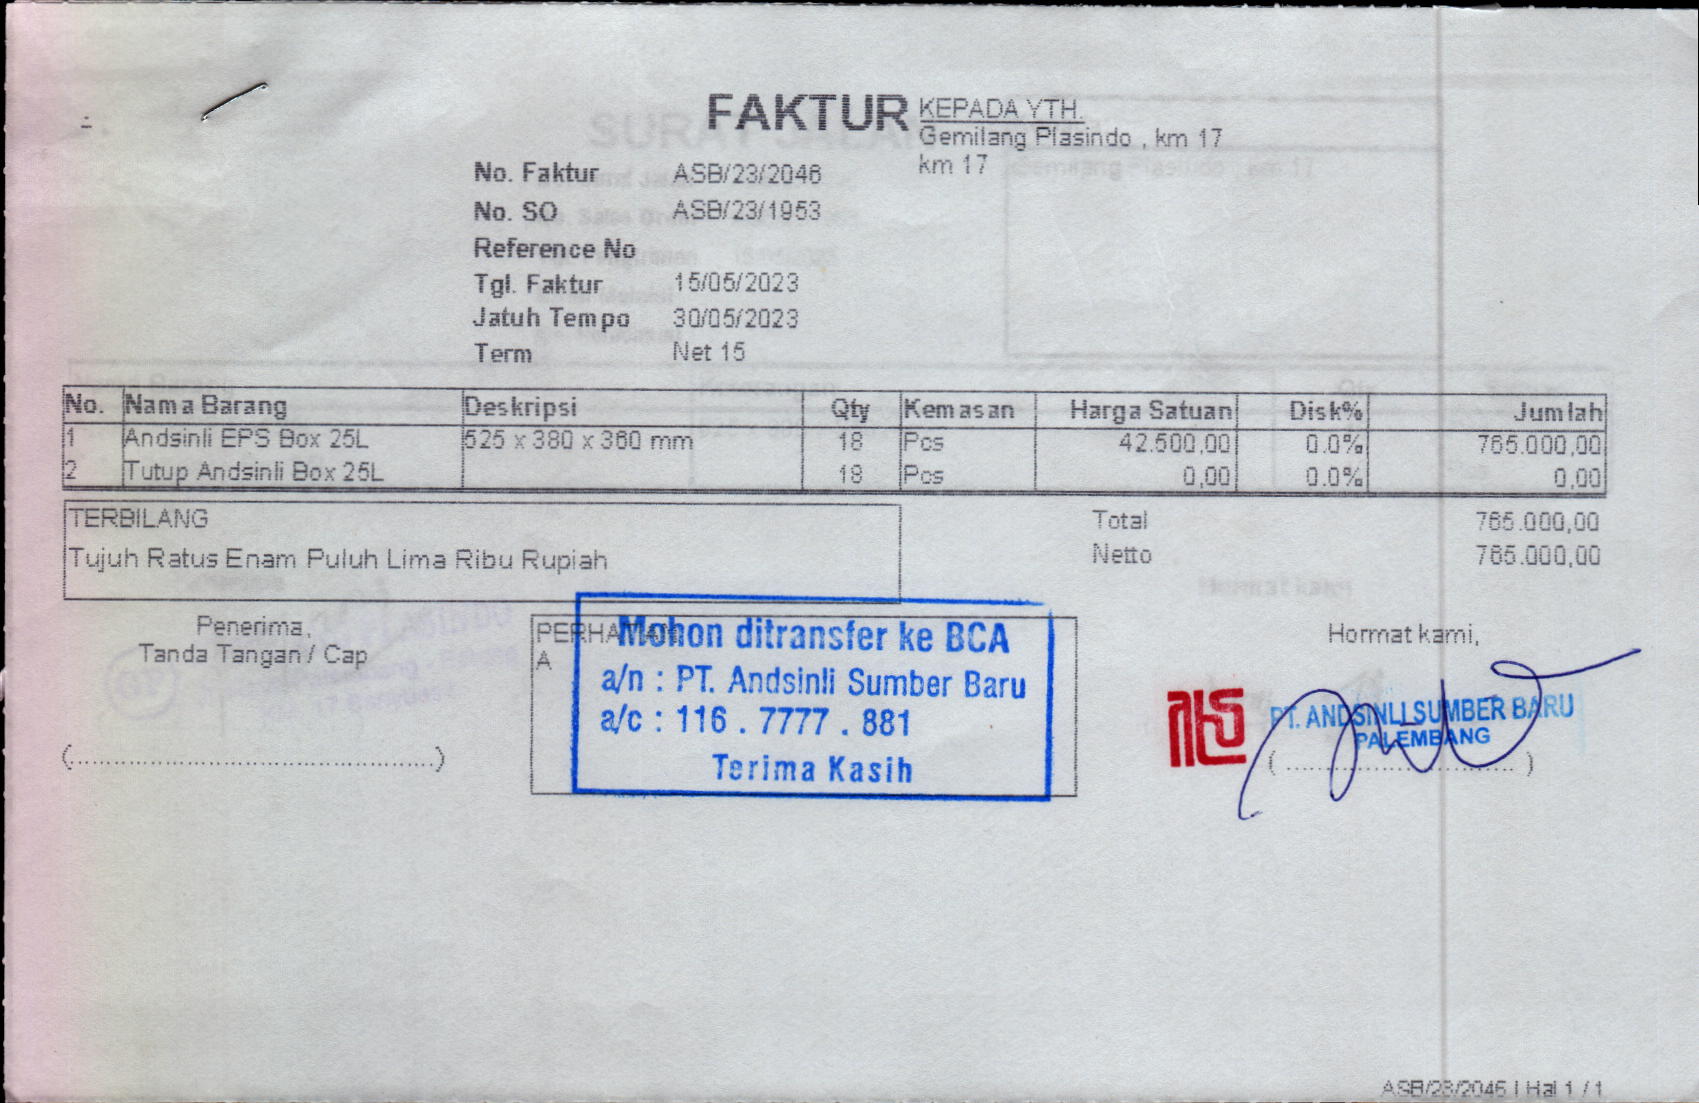 FAKTUR
KEPADA YTH.
Gemilang Plasindo , km 17
km 17
No. Faktur ASB/23/2046
No. SO ASB/23/1953
Reference No
Tgl. Faktur 15/05/2023
Jatuh Tempo 30/05/2023
Term Net 15
No. Nama Barang Deskripsi Qty Kemasan Harga Satuan Disk% Jumlah
1 Andsinli EPS Box 25L 525 x 380 x 360 mm 18 Pcs 42.500,00 0.0% 765.000,00
2 Tutup Andsinli Box 25L 18 Pcs 0,00 0.0% 0,00
TERBILANG
Tujuh Ratus Enam Puluh Lima Ribu Rupiah
Total 765.000,00
Netto 765.000,00
Penerima,
Tanda Tangan / Cap
(................................................)
PERHATIAN
A
Mohon ditransfer ke BCA
a/n : PT. Andsinli Sumber Baru
a/c : 116 . 7777 . 881
Terima Kasih
Hormat kami,
PT. ANDSINLI SUMBER BARU
PALEMBANG
(..............................)
ASB/23/2046 | Hal 1 / 1